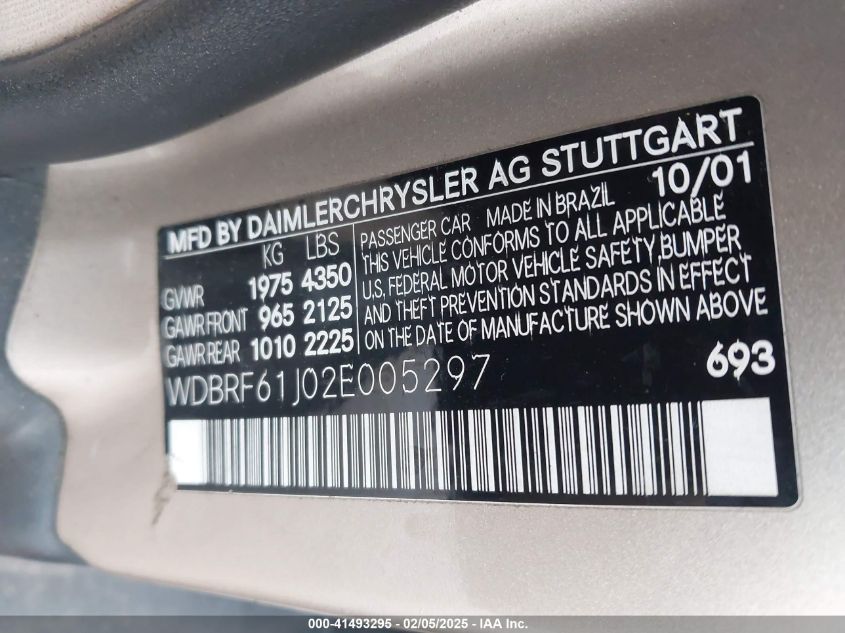 MFD BY DAIMLERCHRYSLER AG STUTTGART
10/01
KG LBS
GVWR 1975 4350
GAWR FRONT 965 2125
GAWR REAR 1010 2225
PASSENGER CAR MADE IN BRAZIL
THIS VEHICLE CONFORMS TO ALL APPLICABLE
U.S. FEDERAL MOTOR VEHICLE SAFETY, BUMPER
AND THEFT PREVENTION STANDARDS IN EFFECT
ON THE DATE OF MANUFACTURE SHOWN ABOVE
WDBRF61J02E005297
693
000-41493295 - 02/05/2025 - IAA Inc.